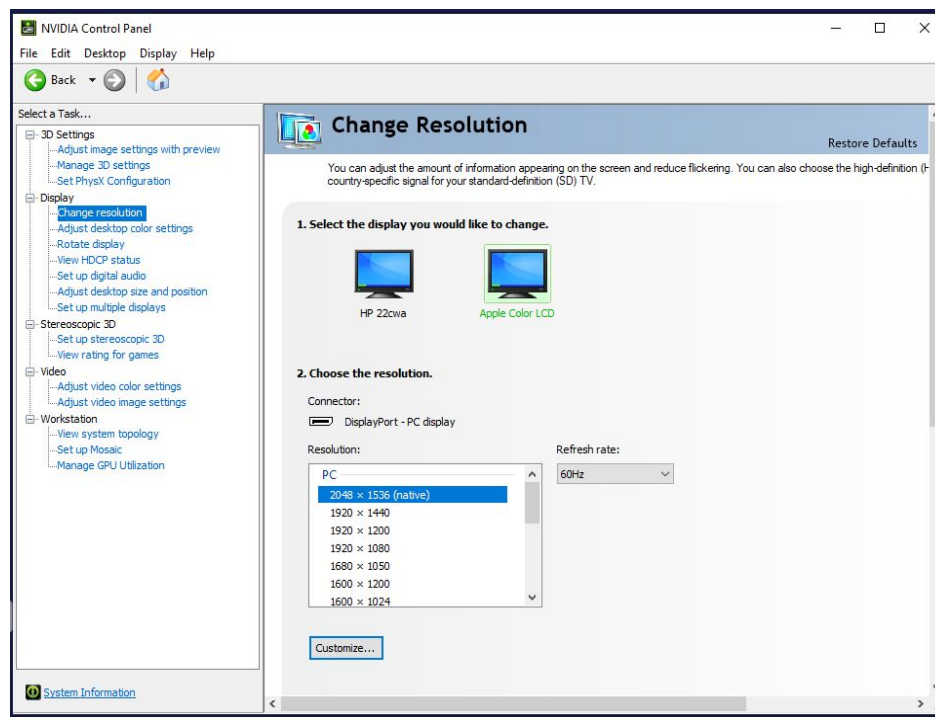 NVIDIA Control Panel
File Edit Desktop Display Help
Back
Select a Task...
3D Settings
Adjust image settings with preview
Manage 3D settings
Set PhysX Configuration
Display
Change resolution
Adjust desktop color settings
Rotate display
View HDCP status
Set up digital audio
Adjust desktop size and position
Set up multiple displays
Stereoscopic 3D
Set up stereoscopic 3D
View rating for games
Video
Adjust video color settings
Adjust video image settings
Workstation
View system topology
Set up Mosaic
Manage GPU Utilization
System Information
Change Resolution
Restore Defaults
You can adjust the amount of information appearing on the screen and reduce flickering. You can also choose the high-definition (H
country-specific signal for your standard-definition (SD) TV.
1. Select the display you would like to change.
HP 22cwa Apple Color LCD
2. Choose the resolution.
Connector:
DisplayPort - PC display
Resolution: Refresh rate:
PC 60Hz
2048 × 1536 (native)
1920 × 1440
1920 × 1200
1920 × 1080
1680 × 1050
1600 × 1200
1600 × 1024
Customize...